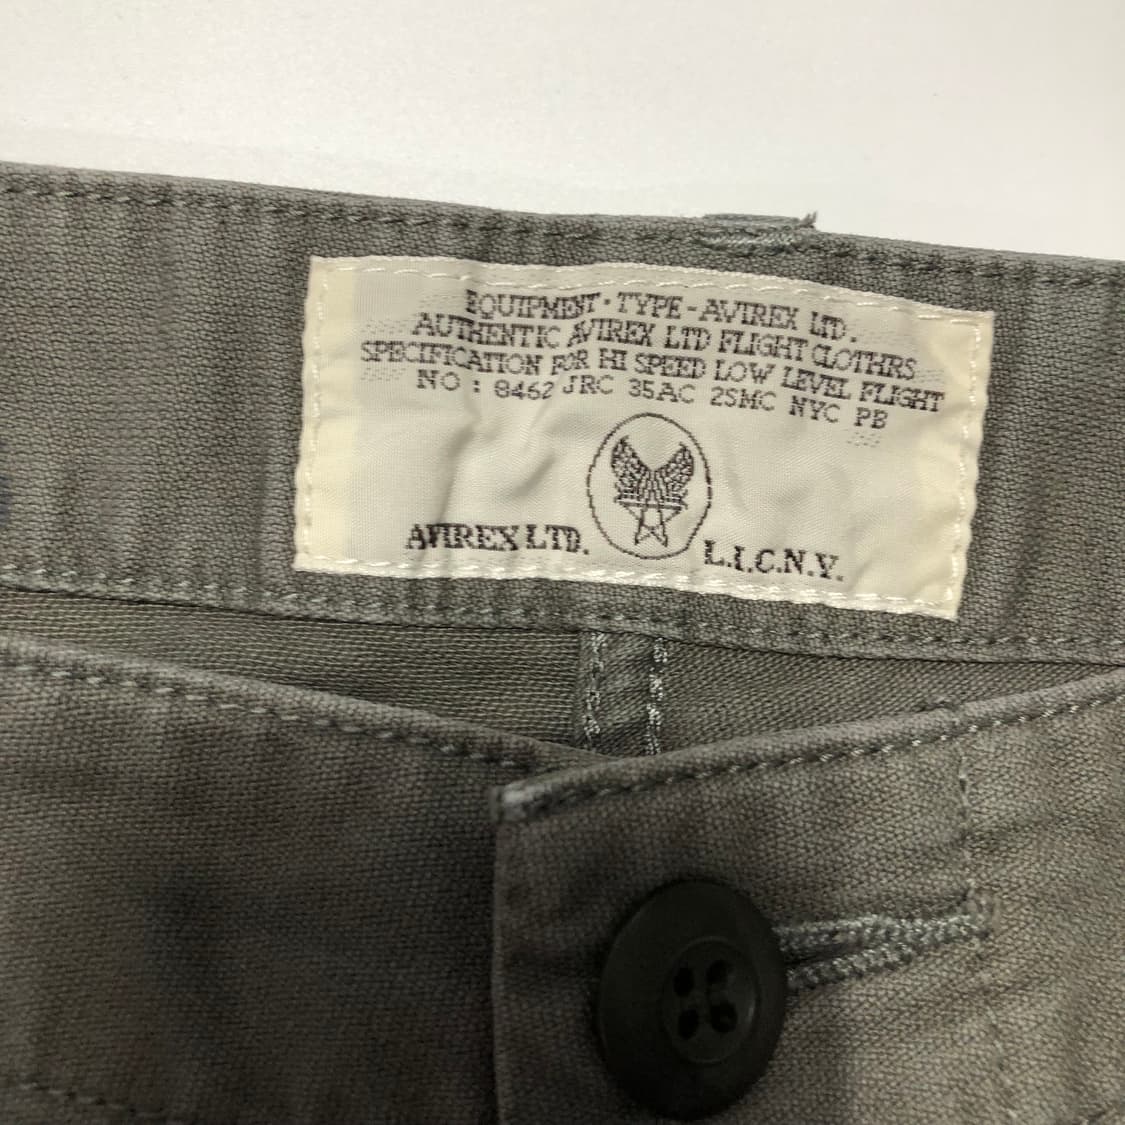 EQUIPMENT・TYPE-AVIREX LTD.
AUTHENTIC AVIREX LTD FLIGHT CLOTHRS
SPECIFICATION FOR HI SPEED LOW LEVEL FLIGHT
NO : 8462 JRC 35AC 2SMC NYC PB
AVIREX LTD. L.I.C.N.Y.